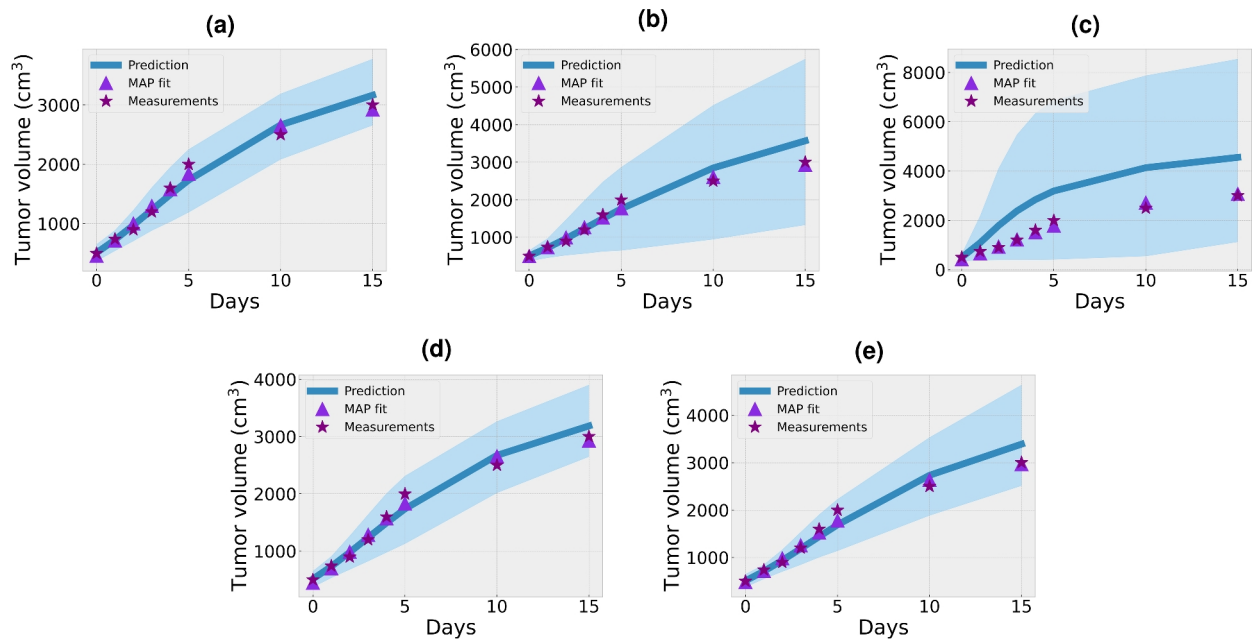 (a)
Tumor volume (cm³)
3000
2000
1000
Prediction
MAP fit
Measurements
0 5 10 15
Days
(b)
Tumor volume (cm³)
6000
5000
4000
3000
2000
1000
Prediction
MAP fit
Measurements
0 5 10 15
Days
(c)
Tumor volume (cm³)
8000
6000
4000
2000
0
Prediction
MAP fit
Measurements
0 5 10 15
Days
(d)
Tumor volume (cm³)
4000
3000
2000
1000
Prediction
MAP fit
Measurements
0 5 10 15
Days
(e)
Tumor volume (cm³)
4000
3000
2000
1000
Prediction
MAP fit
Measurements
0 5 10 15
Days